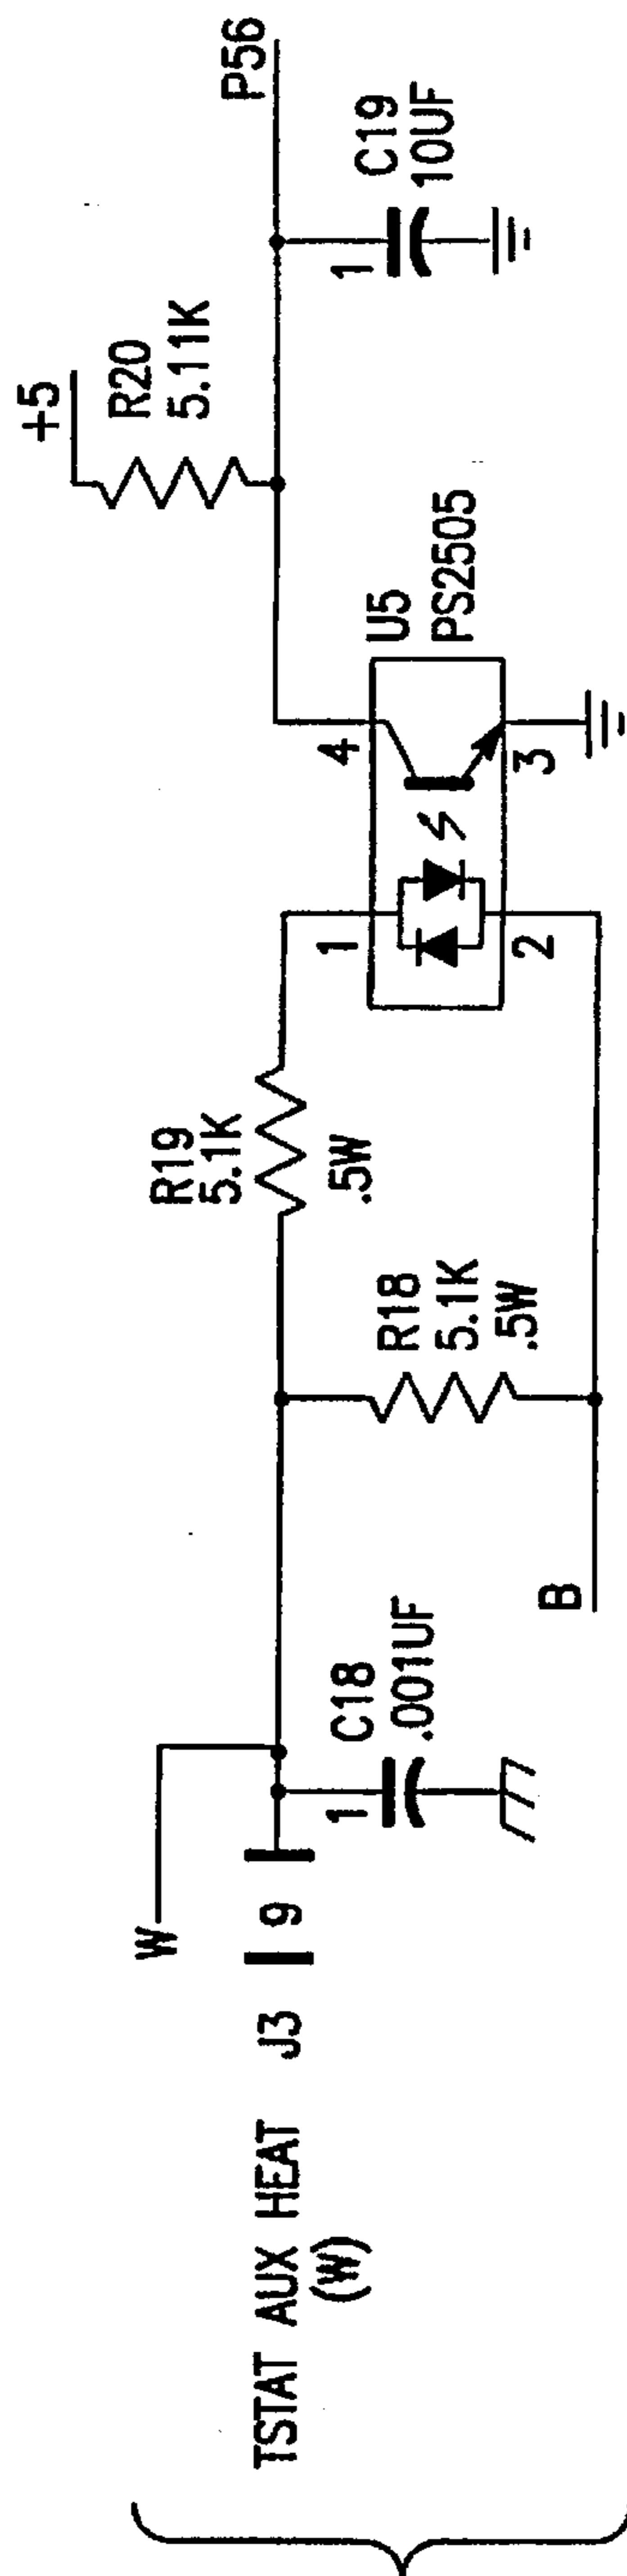 TSTAT AUX HEAT
(W)
J3
9
W
1
C18
.001UF
B
R18
5.1K
.5W
R19
5.1K
.5W
1
2
4
3
U5
PS2505
+5
R20
5.11K
1
C19
10UF
P56